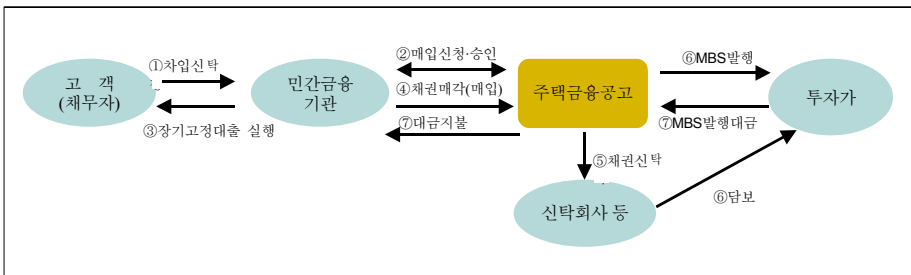 ①차입신탁
고 객
(채무자)
③장기고정대출 실행
민간금융
기관
②매입신청·승인
④채권매각(매입)
⑦대금지불
주택금융공고
⑤채권신탁
신탁회사 등
⑥MBS발행
⑦MBS발행대금
⑥담보
투자가